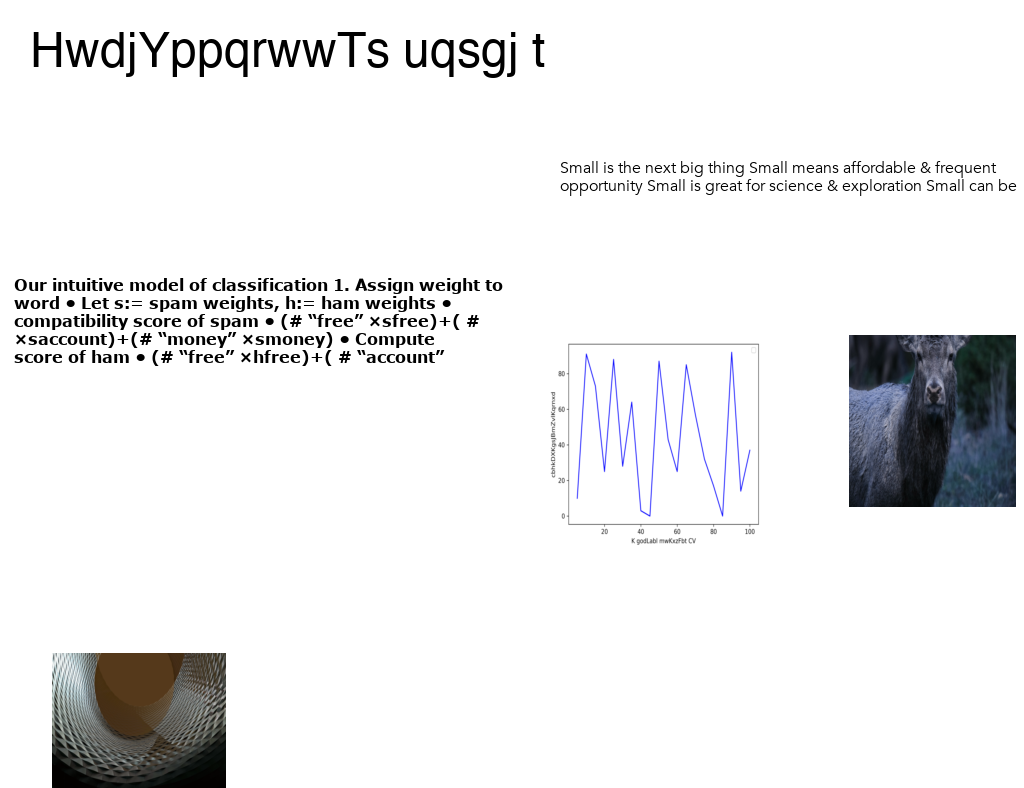 HwdjYppqrwwTs uqsgj t
Small is the next big thing Small means affordable & frequent
opportunity Small is great for science & exploration Small can be
Our intuitive model of classification 1. Assign weight to
word ● Let s:= spam weights, h:= ham weights ●
compatibility score of spam ● (# “free” ×sfree)+( #
×saccount)+(# “money” ×smoney) ● Compute
score of ham ● (# “free” ×hfree)+( # “account”
80
60
40
20
0
20 40 60 80 100
K godLabl mwKxzFbt CV